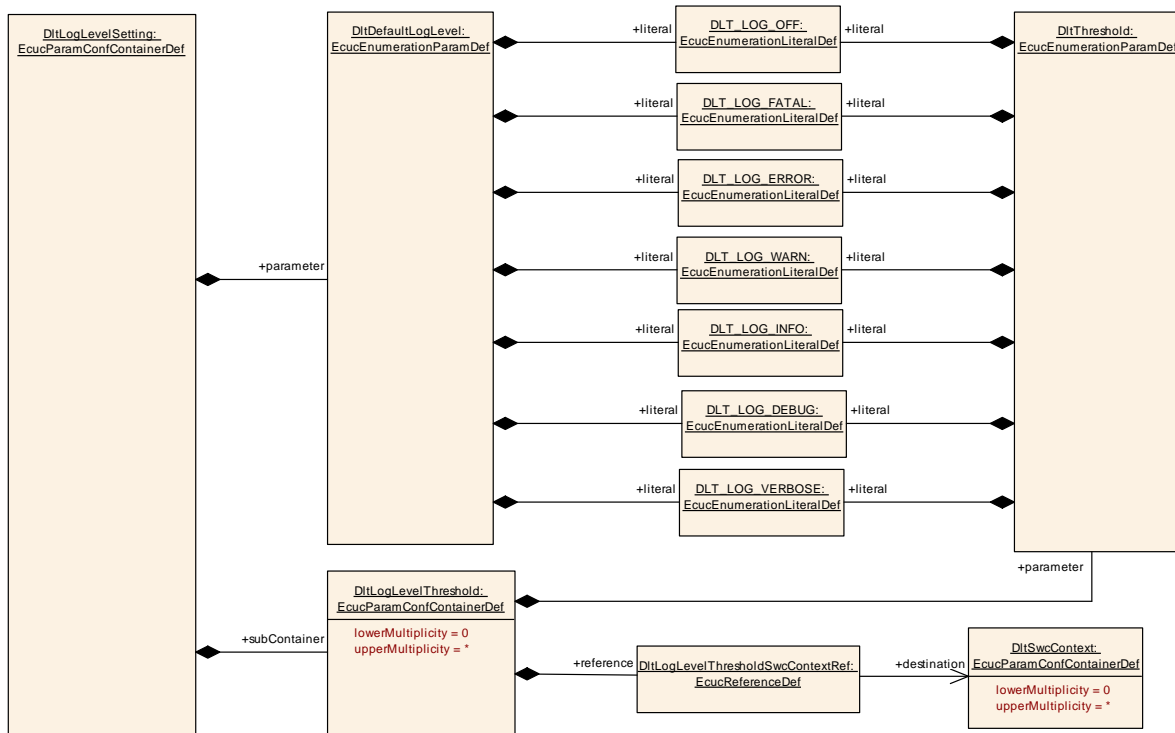 DltLogLevelSetting:
EcucParamConfContainerDef
DltDefaultLogLevel:
EcucEnumerationParamDef
+literal
DLT_LOG_OFF:
EcucEnumerationLiteralDef
+literal
DltThreshold:
EcucEnumerationParamDef
+literal
DLT_LOG_FATAL:
EcucEnumerationLiteralDef
+literal
+literal
DLT_LOG_ERROR:
EcucEnumerationLiteralDef
+literal
+literal
DLT_LOG_WARN:
EcucEnumerationLiteralDef
+literal
+parameter
+literal
DLT_LOG_INFO:
EcucEnumerationLiteralDef
+literal
+literal
DLT_LOG_DEBUG:
EcucEnumerationLiteralDef
+literal
+literal
DLT_LOG_VERBOSE:
EcucEnumerationLiteralDef
+literal
+parameter
DltLogLevelThreshold:
EcucParamConfContainerDef
lowerMultiplicity = 0
upperMultiplicity = *
+subContainer
+reference
DltLogLevelThresholdSwcContextRef:
EcucReferenceDef
+destination
DltSwcContext:
EcucParamConfContainerDef
lowerMultiplicity = 0
upperMultiplicity = *